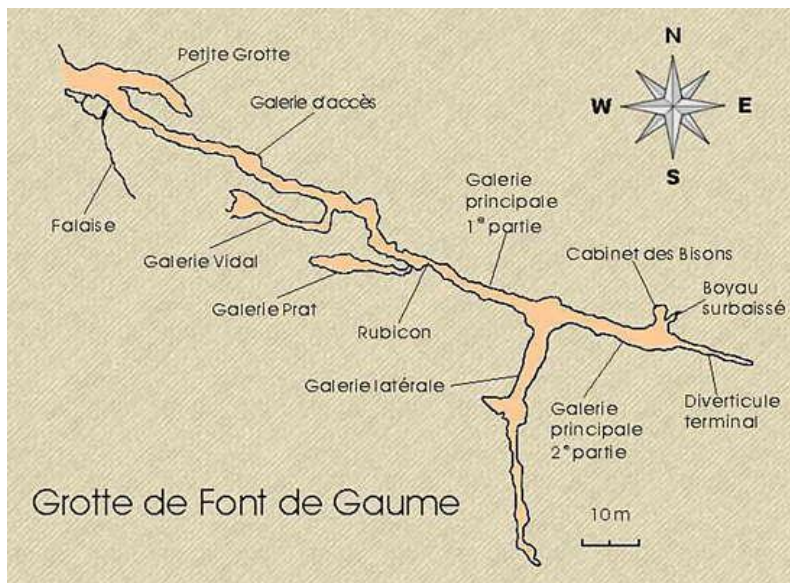 Petite Grotte
N
W
E
S
Galerie d'accès
Galerie
principale
1e partie
Falaise
Cabinet des Bisons
Galerie Vidal
Boyau
surbaissé
Galerie Prat
Rubicon
Galerie latérale
Diverticule
terminal
Galerie
principale
2e partie
Grotte de Font de Gaume
10 m